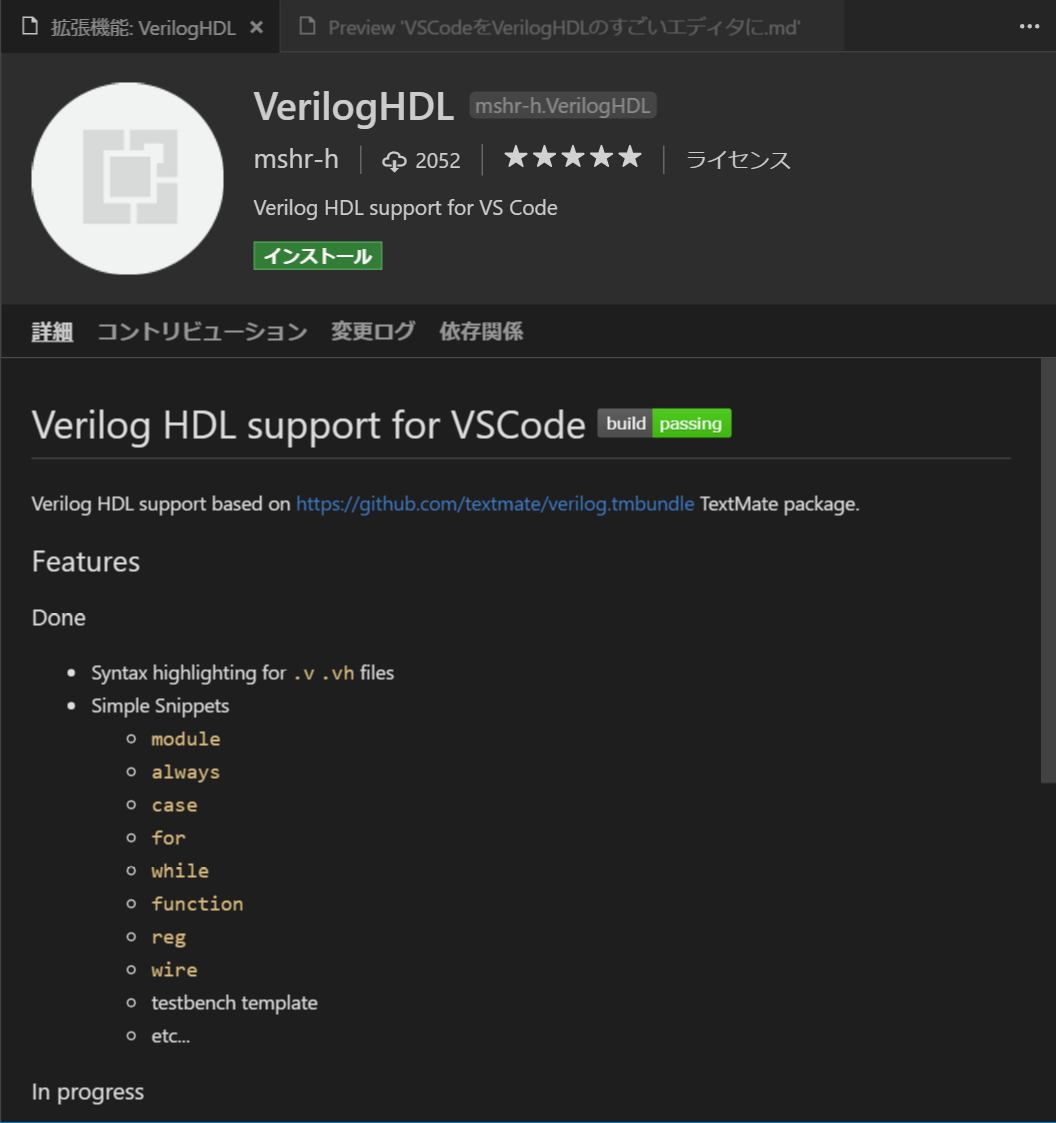 拡張機能: VerilogHDL Preview 'VSCodeをVerilogHDLのすごいエディタに.md'
VerilogHDL mshr-h.VerilogHDL
mshr-h 2052 ライセンス
Verilog HDL support for VS Code
インストール
詳細 コントリビューション 変更ログ 依存関係
Verilog HDL support for VSCode build passing
Verilog HDL support based on https://github.com/textmate/verilog.tmbundle TextMate package.
Features
Done
Syntax highlighting for .v .vh files
Simple Snippets
module
always
case
for
while
function
reg
wire
testbench template
etc...
In progress